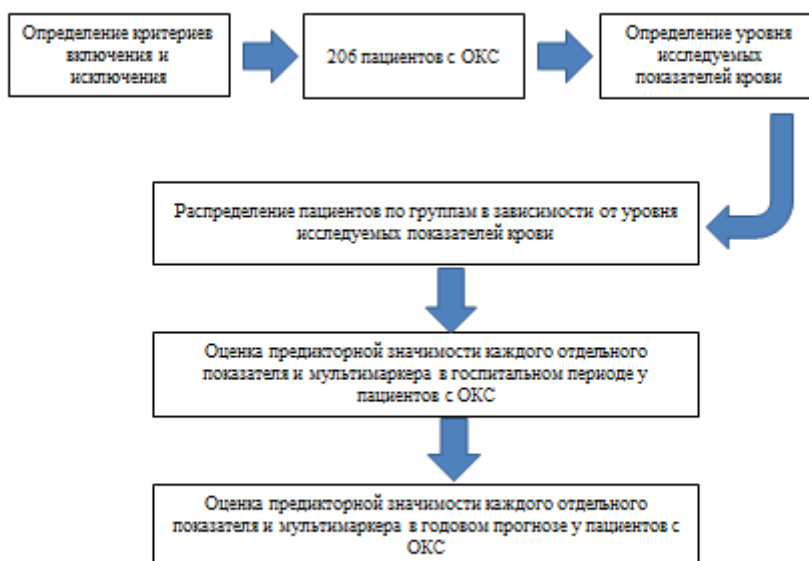 Определение критериев
включения и
исключения
206 пациентов с ОКС
Определение уровня
исследуемых
показателей крови
Распределение пациентов по группам в зависимости от уровня
исследуемых показателей крови
Оценка предикторной значимости каждого отдельного
показателя и мультимаркера в госпитальном периоде у
пациентов с ОКС
Оценка предикторной значимости каждого отдельного
показателя и мультимаркера в годовом прогнозе у пациентов с
ОКС